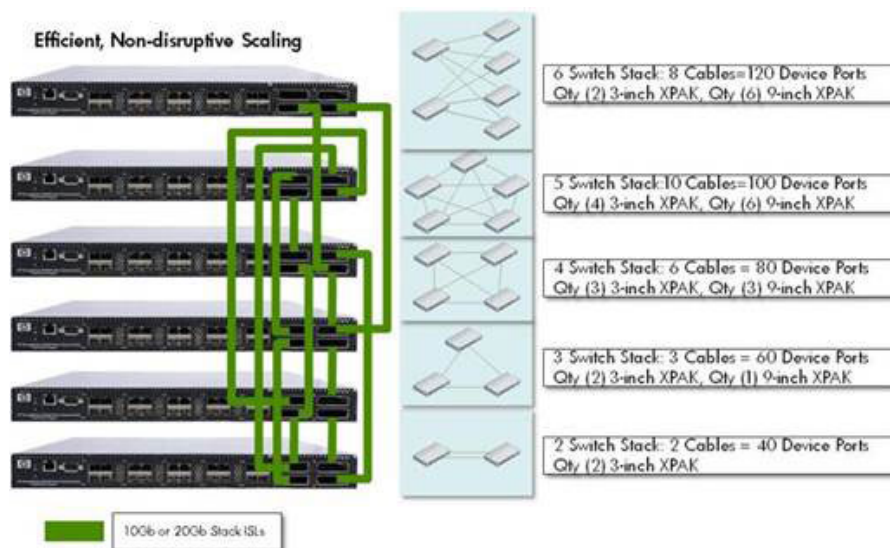 Efficient, Non-disruptive Scaling
6 Switch Stack: 8 Cables=120 Device Ports
Qty (2) 3-inch XPAK, Qty (6) 9-inch XPAK
5 Switch Stack:10 Cables=100 Device Ports
Qty (4) 3-inch XPAK, Qty (6) 9-inch XPAK
4 Switch Stack: 6 Cables = 80 Device Ports
Qty (3) 3-inch XPAK, Qty (3) 9-inch XPAK
3 Switch Stack: 3 Cables = 60 Device Ports
Qty (2) 3-inch XPAK, Qty (1) 9-inch XPAK
2 Switch Stack: 2 Cables = 40 Device Ports
Qty (2) 3-inch XPAK
10Gb or 20Gb Stack ISLs